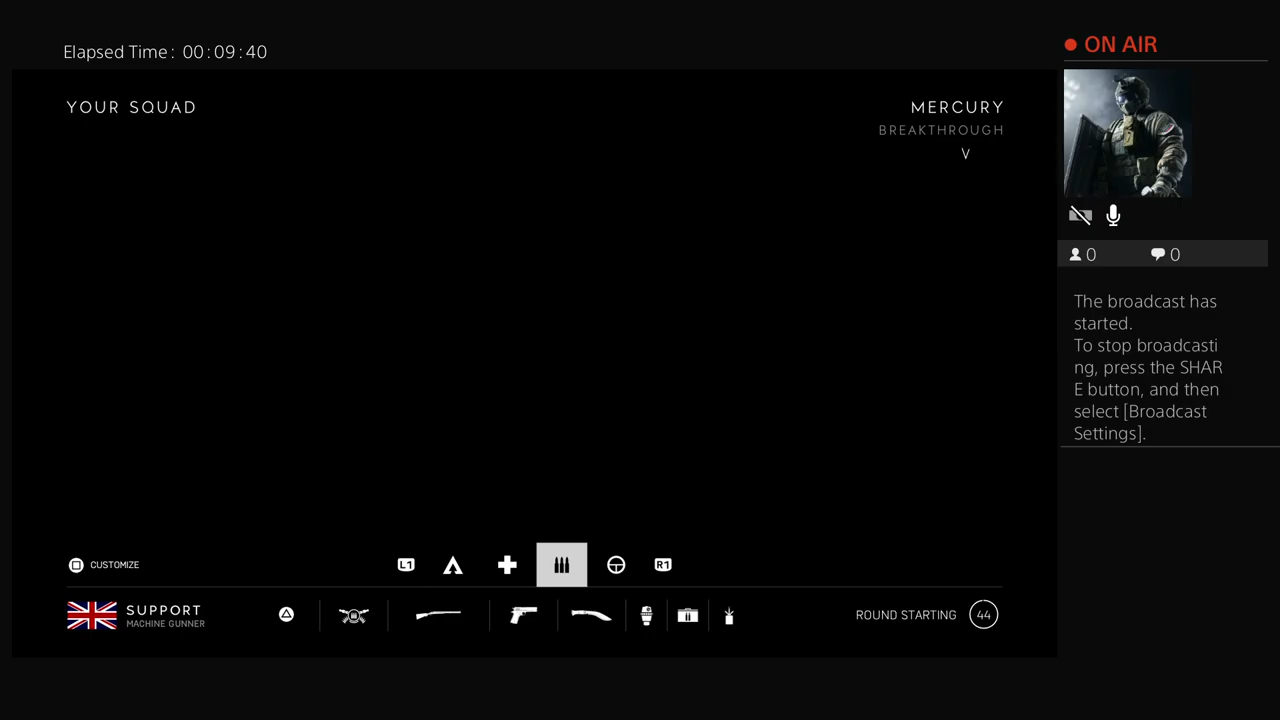 Elapsed Time: 00:09:40
ON AIR
YOUR SQUAD
MERCURY
BREAKTHROUGH
V
0 0
The broadcast has
started.
To stop broadcasti
ng, press the SHAR
E button, and then
select [Broadcast
Settings].
CUSTOMIZE
L1
R1
SUPPORT
MACHINE GUNNER
ROUND STARTING 44